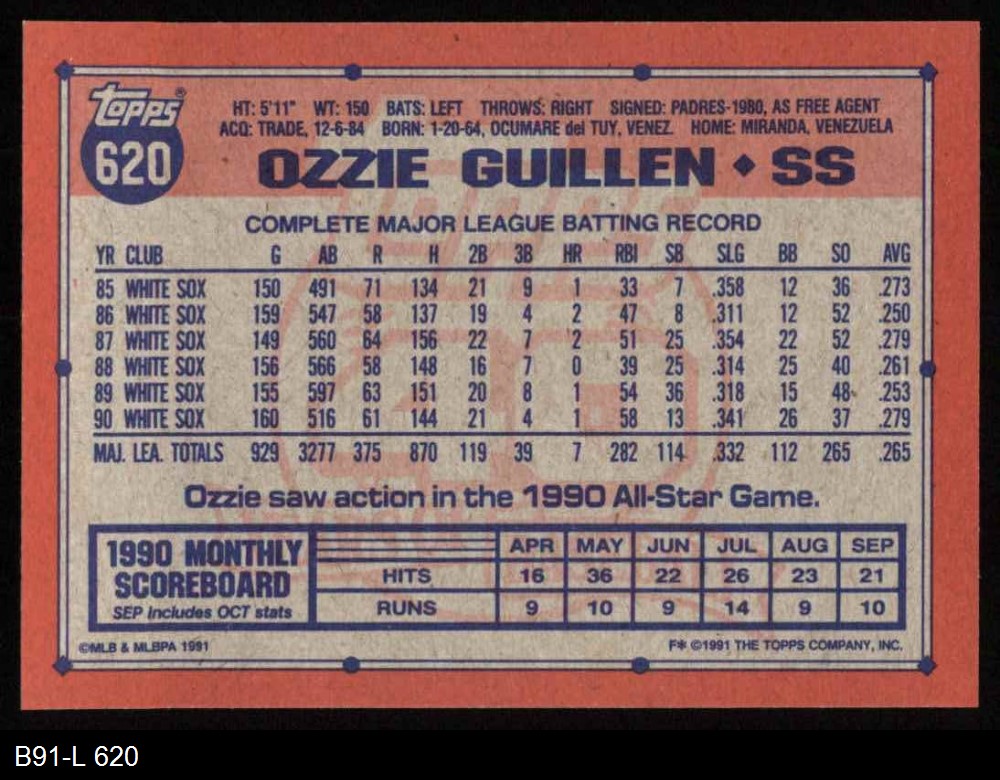 Topps®
620
HT: 5'11" WT: 150 BATS: LEFT THROWS: RIGHT SIGNED: PADRES-1980, AS FREE AGENT
ACQ: TRADE, 12-6-84 BORN: 1-20-64, OCUMARE del TUY, VENEZ. HOME: MIRANDA, VENEZUELA
OZZIE GUILLEN ◆ SS
COMPLETE MAJOR LEAGUE BATTING RECORD
YR CLUB G AB R H 2B 3B HR RBI SB SLG BB SO AVG
85 WHITE SOX 150 491 71 134 21 9 1 33 7 .358 12 36 .273
86 WHITE SOX 159 547 58 137 19 4 2 47 8 .311 12 52 .250
87 WHITE SOX 149 560 64 156 22 7 2 51 25 .354 22 52 .279
88 WHITE SOX 156 566 58 148 16 7 0 39 25 .314 25 40 .261
89 WHITE SOX 155 597 63 151 20 8 1 54 36 .318 15 48 .253
90 WHITE SOX 160 516 61 144 21 4 1 58 13 .341 26 37 .279
MAJ. LEA. TOTALS 929 3277 375 870 119 39 7 282 114 .332 112 265 .265
Ozzie saw action in the 1990 All-Star Game.
1990 MONTHLY
SCOREBOARD
SEP includes OCT stats
APR MAY JUN JUL AUG SEP
HITS 16 36 22 26 23 21
RUNS 9 10 9 14 9 10
©MLB & MLBPA 1991
F* ©1991 THE TOPPS COMPANY, INC.
B91-L 620